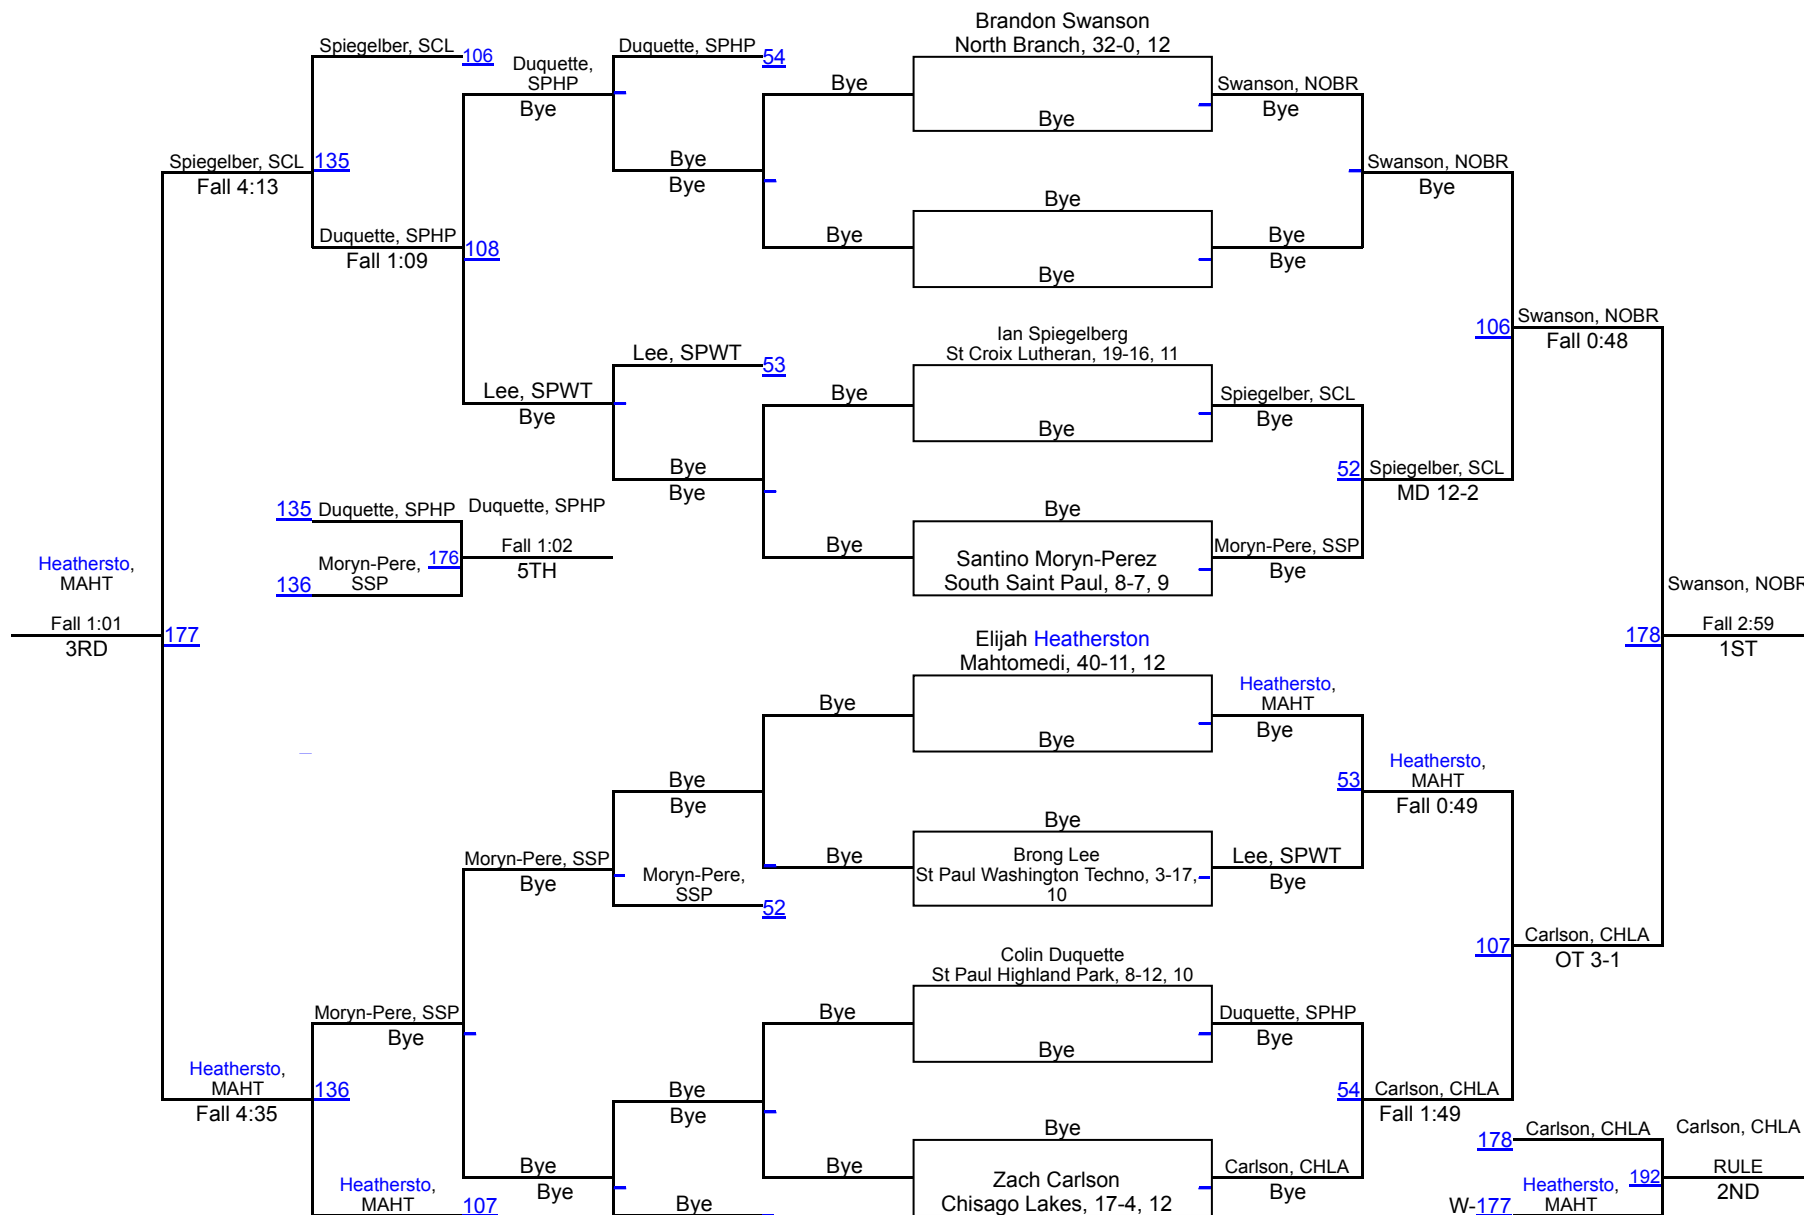 Brandon Swanson
North Branch, 32-0, 12
Spiegelber, SCL
106
Duquette,
SPHP
Bye
Duquette, SPHP
54
Bye
Bye
Swanson, NOBR
Bye
Spiegelber, SCL
Fall 4:13
135
Bye
Bye
Swanson, NOBR
Bye
Bye
Duquette, SPHP
Fall 1:09
108
Bye
Bye
Bye
Bye
Ian Spiegelberg
St Croix Lutheran, 19-16, 11
106
Swanson, NOBR
Fall 0:48
Lee, SPWT
Bye
Lee, SPWT
53
Bye
Bye
Spiegelber, SCL
Bye
Bye
Bye
52
Spiegelber, SCL
MD 12-2
135
Duquette, SPHP
Duquette, SPHP
Bye
Moryn-Pere,
SSP
136
176
Fall 1:02
5TH
Bye
Santino Moryn-Perez
South Saint Paul, 8-7, 9
Moryn-Pere, SSP
Bye
Heathersto,
MAHT
Fall 1:01
3RD
177
Swanson, NOBR
178
Fall 2:59
1ST
Elijah Heatherston
Mahtomedi, 40-11, 12
Bye
Bye
Heathersto,
MAHT
Bye
Bye
Bye
53
Heathersto,
MAHT
Fall 0:49
Bye
Moryn-Pere, SSP
Bye
Moryn-Pere,
SSP
52
Bye
Brong Lee
St Paul Washington Techno, 3-17,
10
Lee, SPWT
Bye
107
Carlson, CHLA
OT 3-1
Colin Duquette
St Paul Highland Park, 8-12, 10
Moryn-Pere, SSP
Bye
Bye
Bye
Duquette, SPHP
Bye
Heathersto,
MAHT
Fall 4:35
136
Bye
Bye
54
Carlson, CHLA
Fall 1:49
Bye
178
Carlson, CHLA
Carlson, CHLA
Heathersto,
MAHT
107
Bye
Bye
Bye
Bye
Zach Carlson
Chisago Lakes, 17-4, 12
Carlson, CHLA
Bye
W-177
Heathersto,
MAHT
192
RULE
2ND